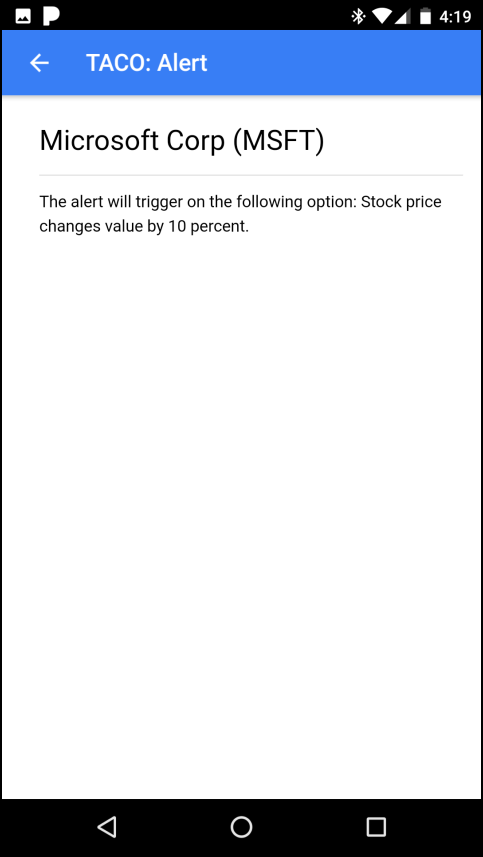 4:19
TACO: Alert
Microsoft Corp (MSFT)
The alert will trigger on the following option: Stock price
changes value by 10 percent.